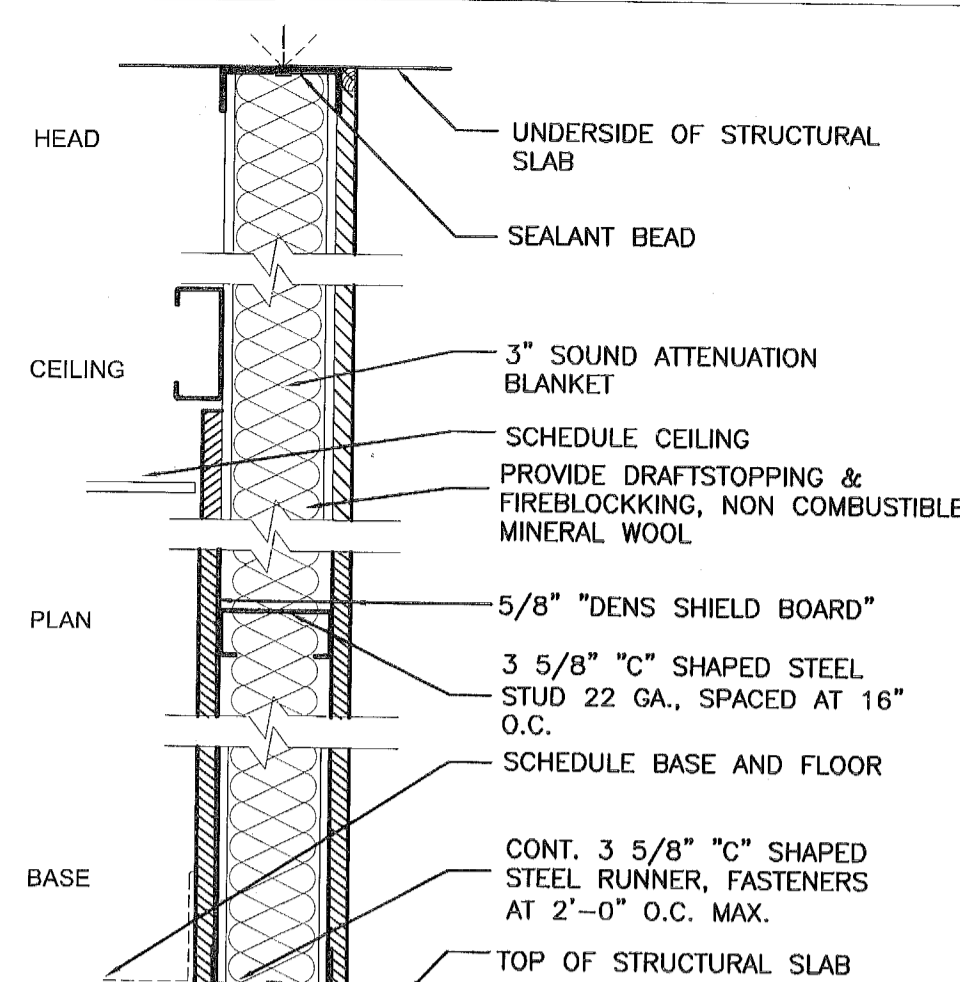 HEAD
UNDERSIDE OF STRUCTURAL
SLAB
SEALANT BEAD
CEILING
3" SOUND ATTENUATION
BLANKET
SCHEDULE CEILING
PROVIDE DRAFTSTOPPING &
FIREBLOCKKING, NON COMBUSTIBLE
MINERAL WOOL
PLAN
5/8" "DENS SHIELD BOARD"
3 5/8" "C" SHAPED STEEL
STUD 22 GA., SPACED AT 16"
O.C.
SCHEDULE BASE AND FLOOR
BASE
CONT. 3 5/8" "C" SHAPED
STEEL RUNNER, FASTENERS
AT 2'-0" O.C. MAX.
TOP OF STRUCTURAL SLAB